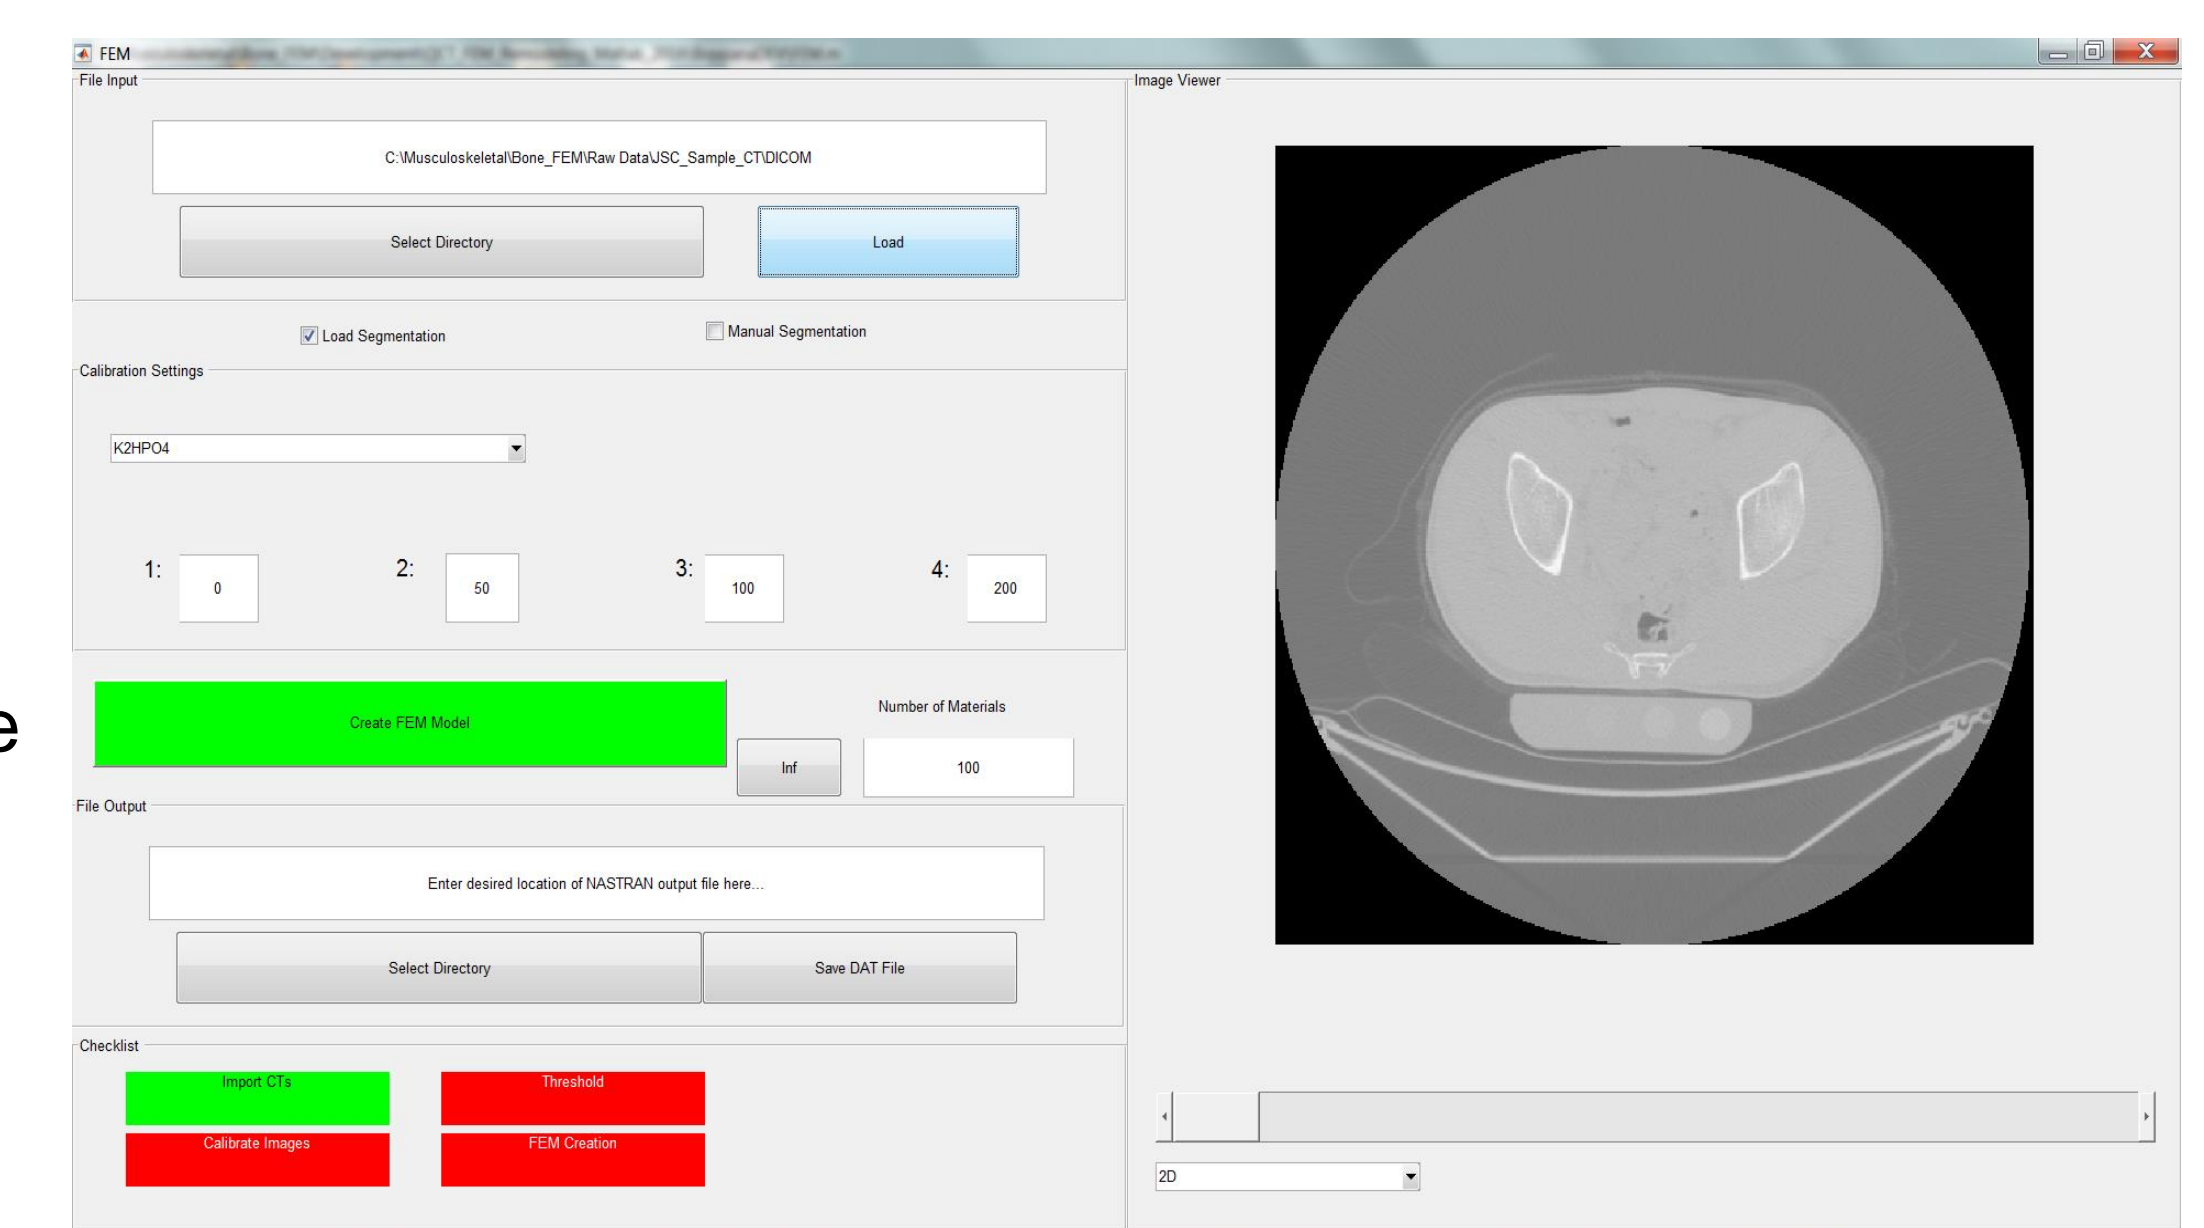 FEM
File Input
C:\Musculoskeletal\Bone_FEM\Raw Data\JSC_Sample_CT\DICOM
Select Directory
Load
Load Segmentation
Manual Segmentation
Calibration Settings
K2HPO4
1:
0
2:
50
3:
100
4:
200
Create FEM Model
Inf
Number of Materials
100
File Output
Enter desired location of NASTRAN output file here...
Select Directory
Save DAT File
Checklist
Import CTs
Threshold
Calibrate Images
FEM Creation
Image Viewer
2D
e